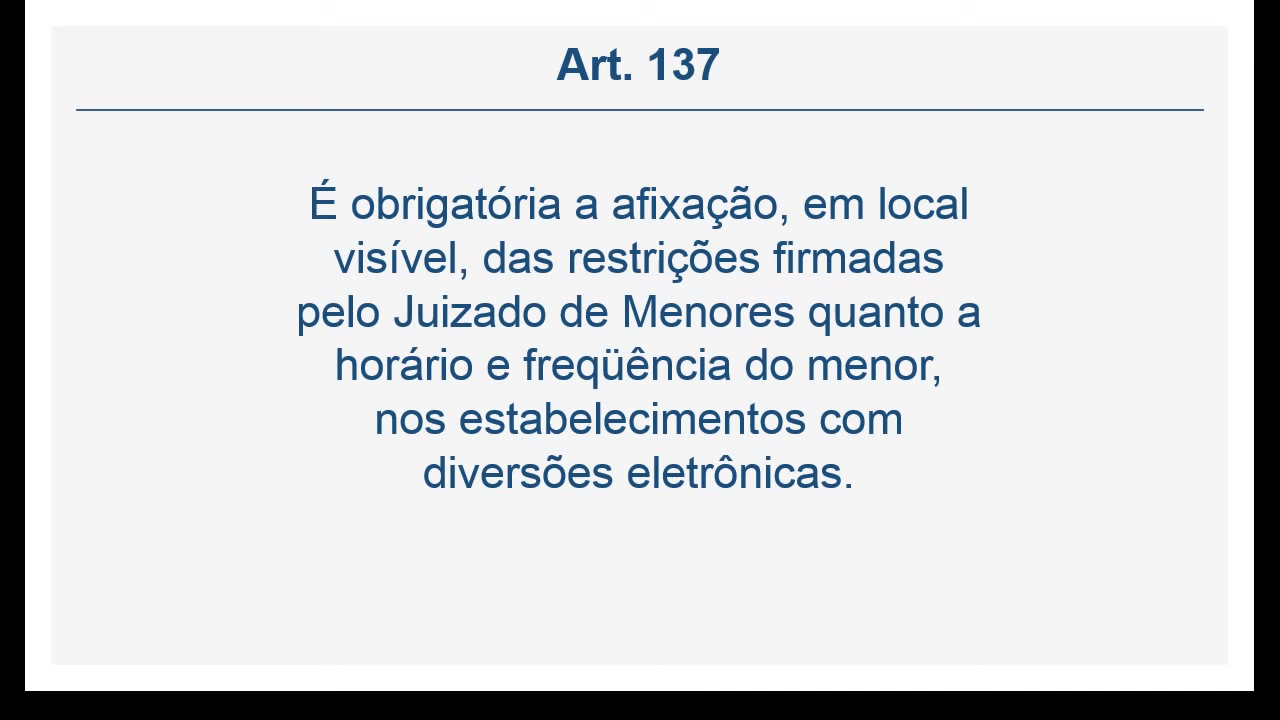 Art. 137
É obrigatória a afixação, em local
visível, das restrições firmadas
pelo Juizado de Menores quanto a
horário e freqüência do menor,
nos estabelecimentos com
diversões eletrônicas.